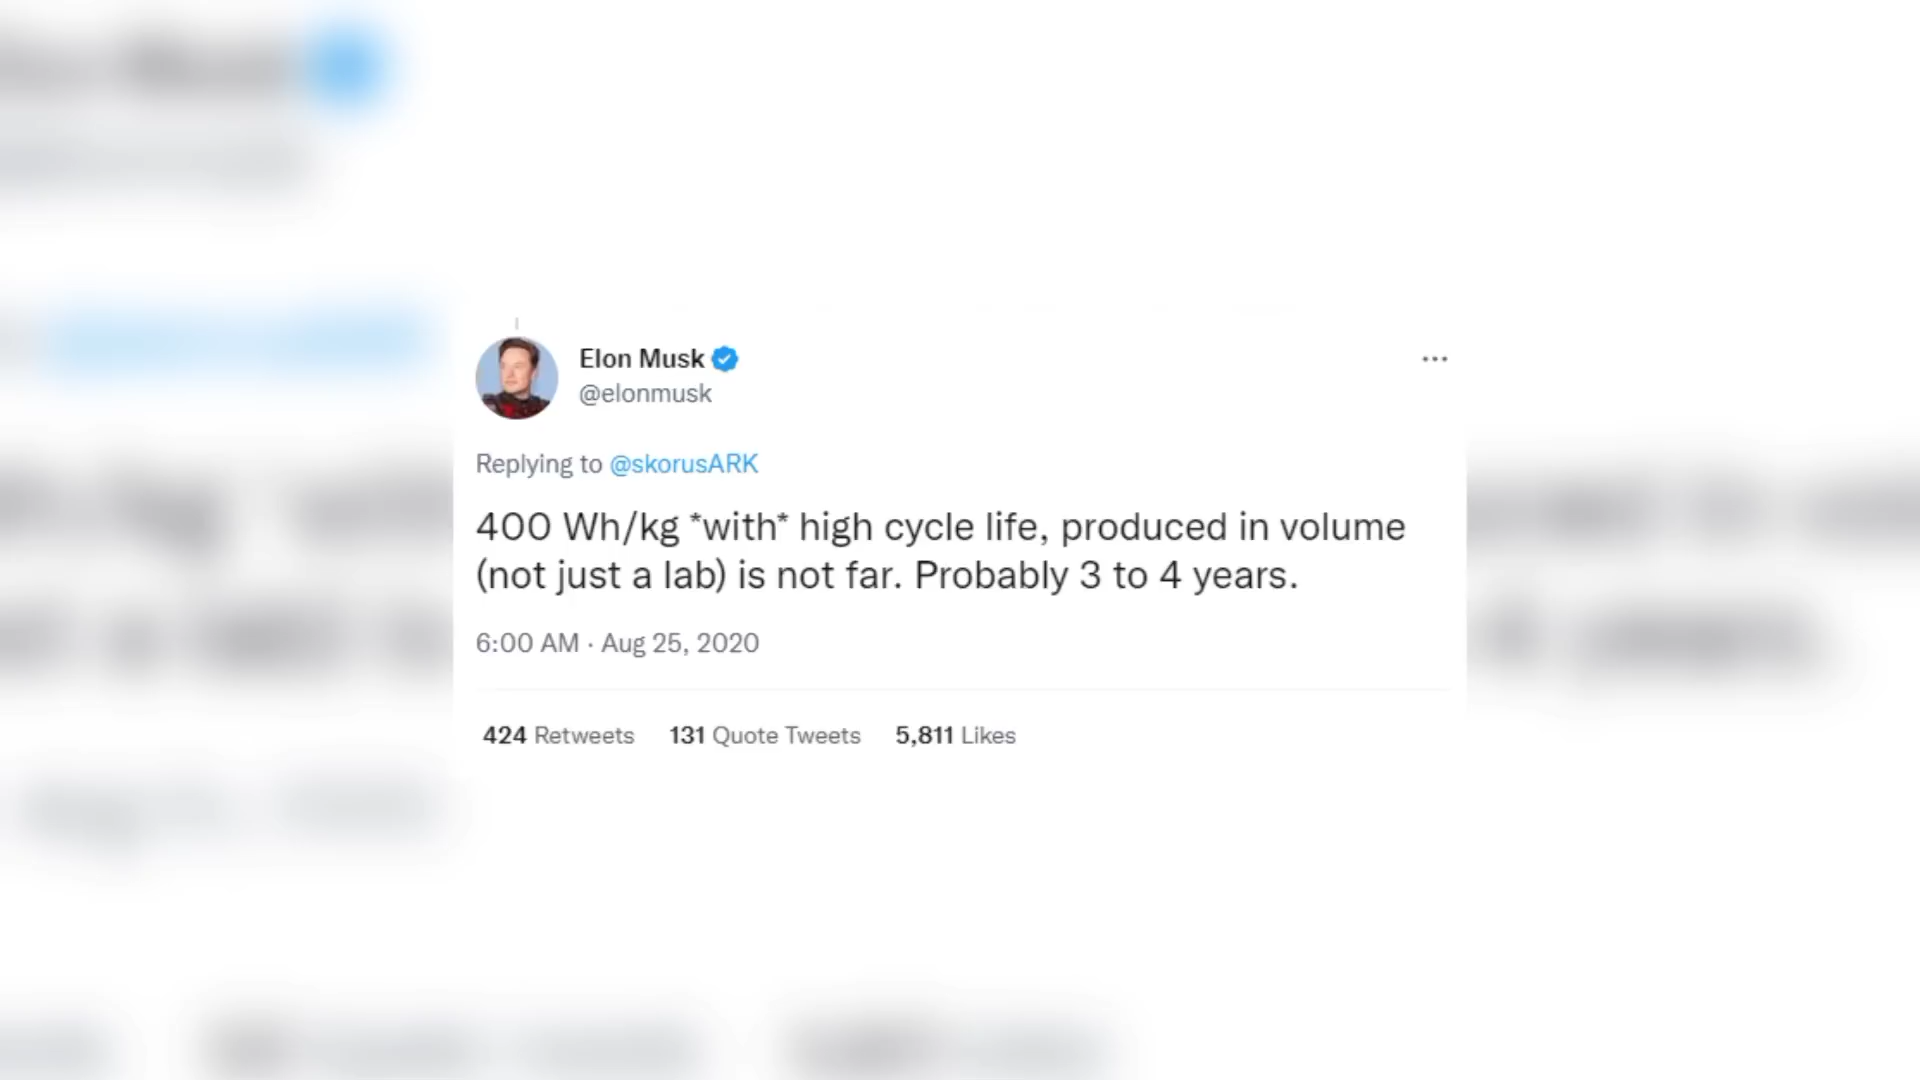 Elon Musk
@elonmusk
Replying to @skorusARK
400 Wh/kg *with* high cycle life, produced in volume
(not just a lab) is not far. Probably 3 to 4 years.
6:00 AM · Aug 25, 2020
424 Retweets 131 Quote Tweets 5,811 Likes